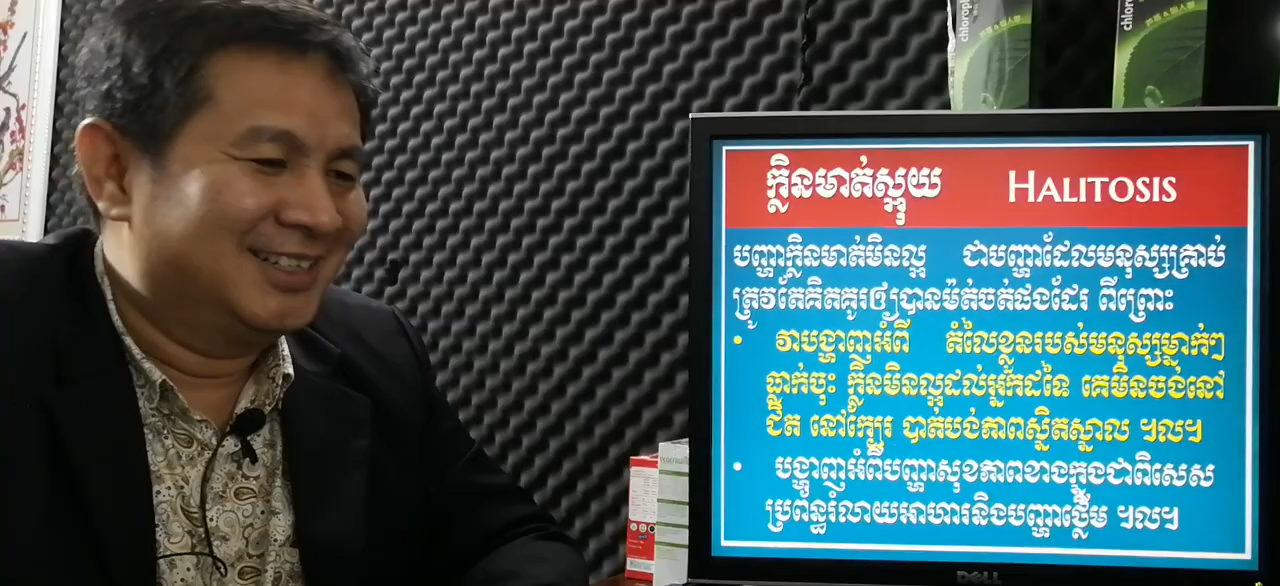 chlorop
chloro
ក្លិនមាត់ស្អុយ HALITOSIS
បញ្ហាក្លិនមាត់មិនល្អ ជាបញ្ហាដែលមនុស្សគ្រាប់
ត្រូវតែគិតគូរឲ្យបានម៉ត់ចត់ផងដែរ ពីព្រោះ
• វាបង្ហាញអំពី តំលៃខ្លួនរបស់មនុស្សម្នាក់ៗ
ធ្លាក់ចុះ ក្លិនមិនល្អដល់អ្នកដទៃ គេមិនចង់នៅ
ជិត នៅក្បែរ បាត់បង់ភាពស្និតស្នាល ។ល។
• បង្ហាញអំពីបញ្ហាសុខភាពខាងក្នុងជាពិសេស
ប្រពន្ធរំលាយអាហារនិងបញ្ហាថ្លើម ។ល។
DELL